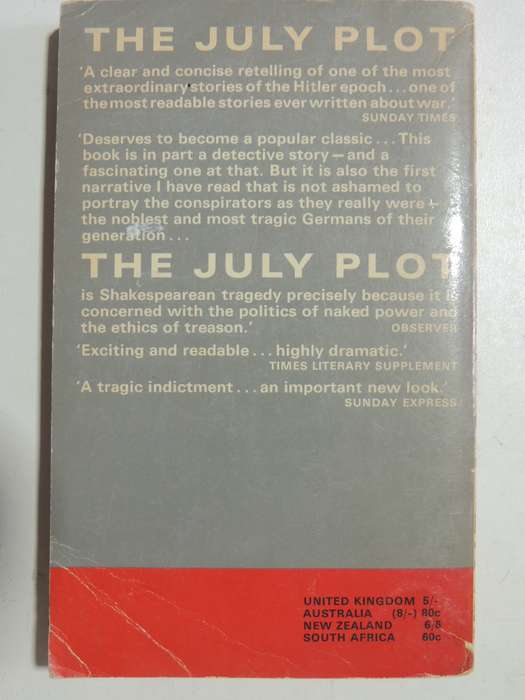 THE JULY PLOT
'A clear and concise retelling of one of the most
extraordinary stories of the Hitler epoch... one of
the most readable stories ever written about war.'
SUNDAY TIMES
'Deserves to become a popular classic... This
book is in part a detective story—and a
fascinating one at that. But it is also the first
narrative I have read that is not ashamed to
portray the conspirators as they really were—
the noblest and most tragic Germans of their
generation...
THE JULY PLOT
is Shakespearean tragedy precisely because it is
concerned with the politics of naked power and
the ethics of treason.' OBSERVER
'Exciting and readable... highly dramatic.'
TIMES LITERARY SUPPLEMENT
'A tragic indictment... an important new look.'
SUNDAY EXPRESS
UNITED KINGDOM 5/-
AUSTRALIA (8/-) 80c
NEW ZEALAND 6/6
SOUTH AFRICA 60c